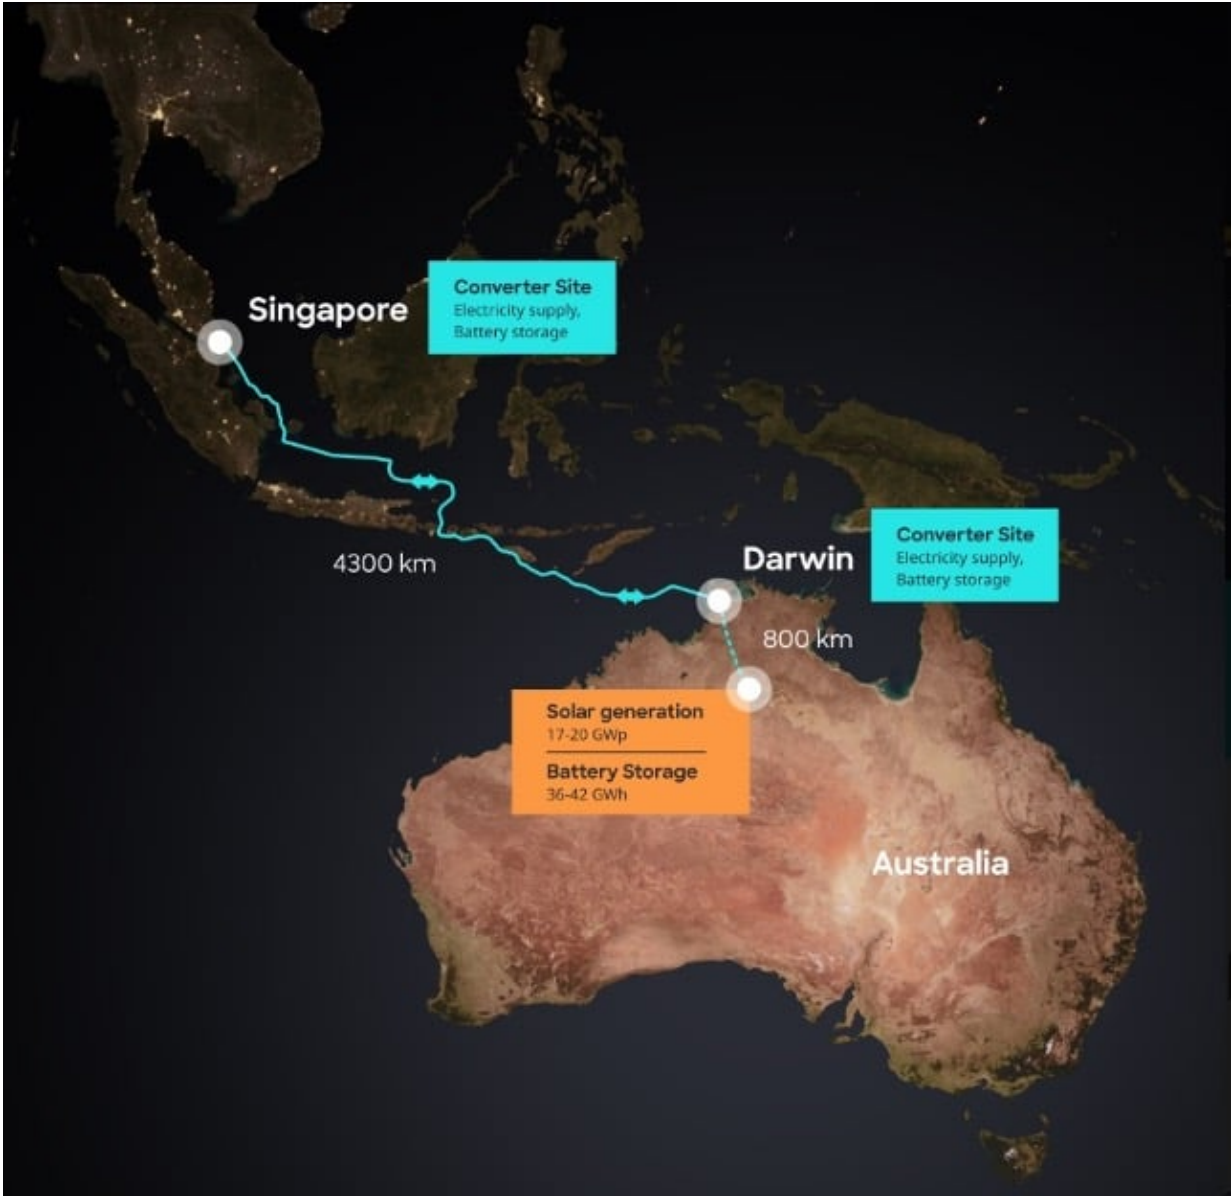 Singapore
Converter Site
Electricity supply,
Battery storage
4300 km
Darwin
Converter Site
Electricity supply,
Battery storage
800 km
Solar generation
17-20 GWp
Battery Storage
36-42 GWh
Australia